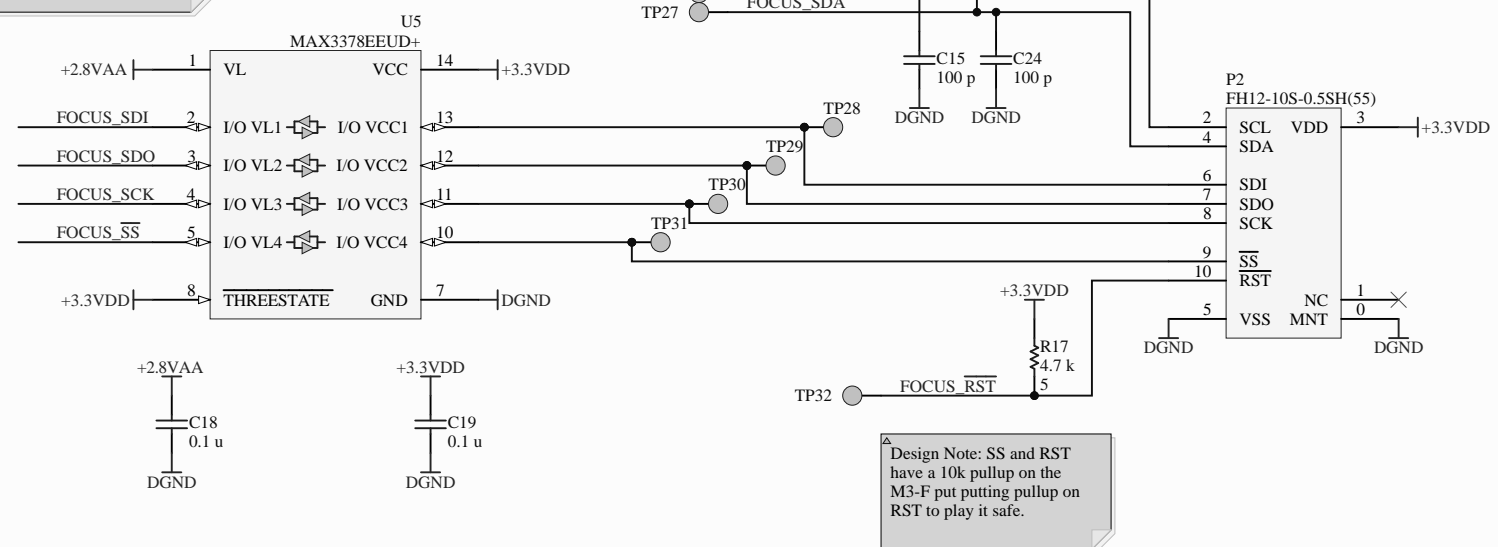 TP27
FOCUS_SDA
U5
MAX3378EEUD+
+2.8VAA 1 VL VCC 14 +3.3VDD
FOCUS_SDI 2 I/O VL1 I/O VCC1 13 TP28
FOCUS_SDO 3 I/O VL2 I/O VCC2 12 TP29
FOCUS_SCK 4 I/O VL3 I/O VCC3 11 TP30
FOCUS_SS 5 I/O VL4 I/O VCC4 10 TP31
+3.3VDD 8 THREESTATE GND 7 DGND
C15
100 p
DGND
C24
100 p
DGND
P2
FH12-10S-0.5SH(55)
2 SCL VDD 3 +3.3VDD
4 SDA
6 SDI
7 SDO
8 SCK
9 SS
10 RST
NC 1
5 VSS MNT 0
DGND
DGND
+3.3VDD
R17
4.7 k
5
TP32
FOCUS_RST
+2.8VAA
C18
0.1 u
DGND
+3.3VDD
C19
0.1 u
DGND
Design Note: SS and RST
have a 10k pullup on the
M3-F put putting pullup on
RST to play it safe.